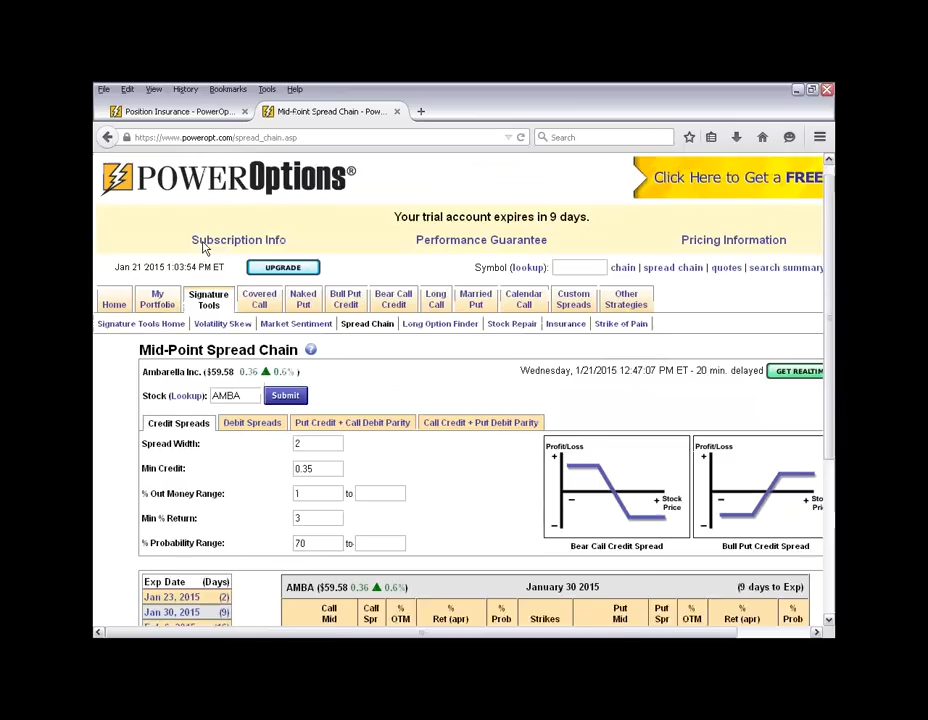 File Edit View History Bookmarks Tools Help
Position Insurance - PowerOp... × Mid-Point Spread Chain - Pow... × +
https://www.poweropt.com/spread_chain.asp Search
POWEROptions®
Click Here to Get a FREE
Your trial account expires in 9 days.
Subscription Info Performance Guarantee Pricing Information
Jan 21 2015 1:03:54 PM ET UPGRADE Symbol (lookup): chain | spread chain | quotes | search summary
Home My Portfolio Signature Tools Covered Call Naked Put Bull Put Credit Bear Call Credit Long Call Married Put Calendar Call Custom Spreads Other Strategies
Signature Tools Home | Volatility Skew | Market Sentiment | Spread Chain | Long Option Finder | Stock Repair | Insurance | Strike of Pain |
Mid-Point Spread Chain ?
Ambarella Inc. ($59.58 0.36 ▲ 0.6% ) Wednesday, 1/21/2015 12:47:07 PM ET - 20 min. delayed GET REALTIM
Stock (Lookup): AMBA Submit
Credit Spreads Debit Spreads Put Credit + Call Debit Parity Call Credit + Put Debit Parity
Spread Width: 2
Min Credit: 0.35
% Out Money Range: 1 to
Min % Return: 3
% Probability Range: 70 to
Profit/Loss + - - + Stock Price
Bear Call Credit Spread
Profit/Loss + - - + Stoc Pric
Bull Put Credit Spread
Exp Date (Days)
Jan 23, 2015 (2)
Jan 30, 2015 (9)
AMBA ($59.58 0.36 ▲ 0.6%) January 30 2015 (9 days to Exp)
Call Mid Call Spr % OTM % Ret (apr) % Prob Strikes Put Mid Put Spr % OTM % Ret (apr) % Prob